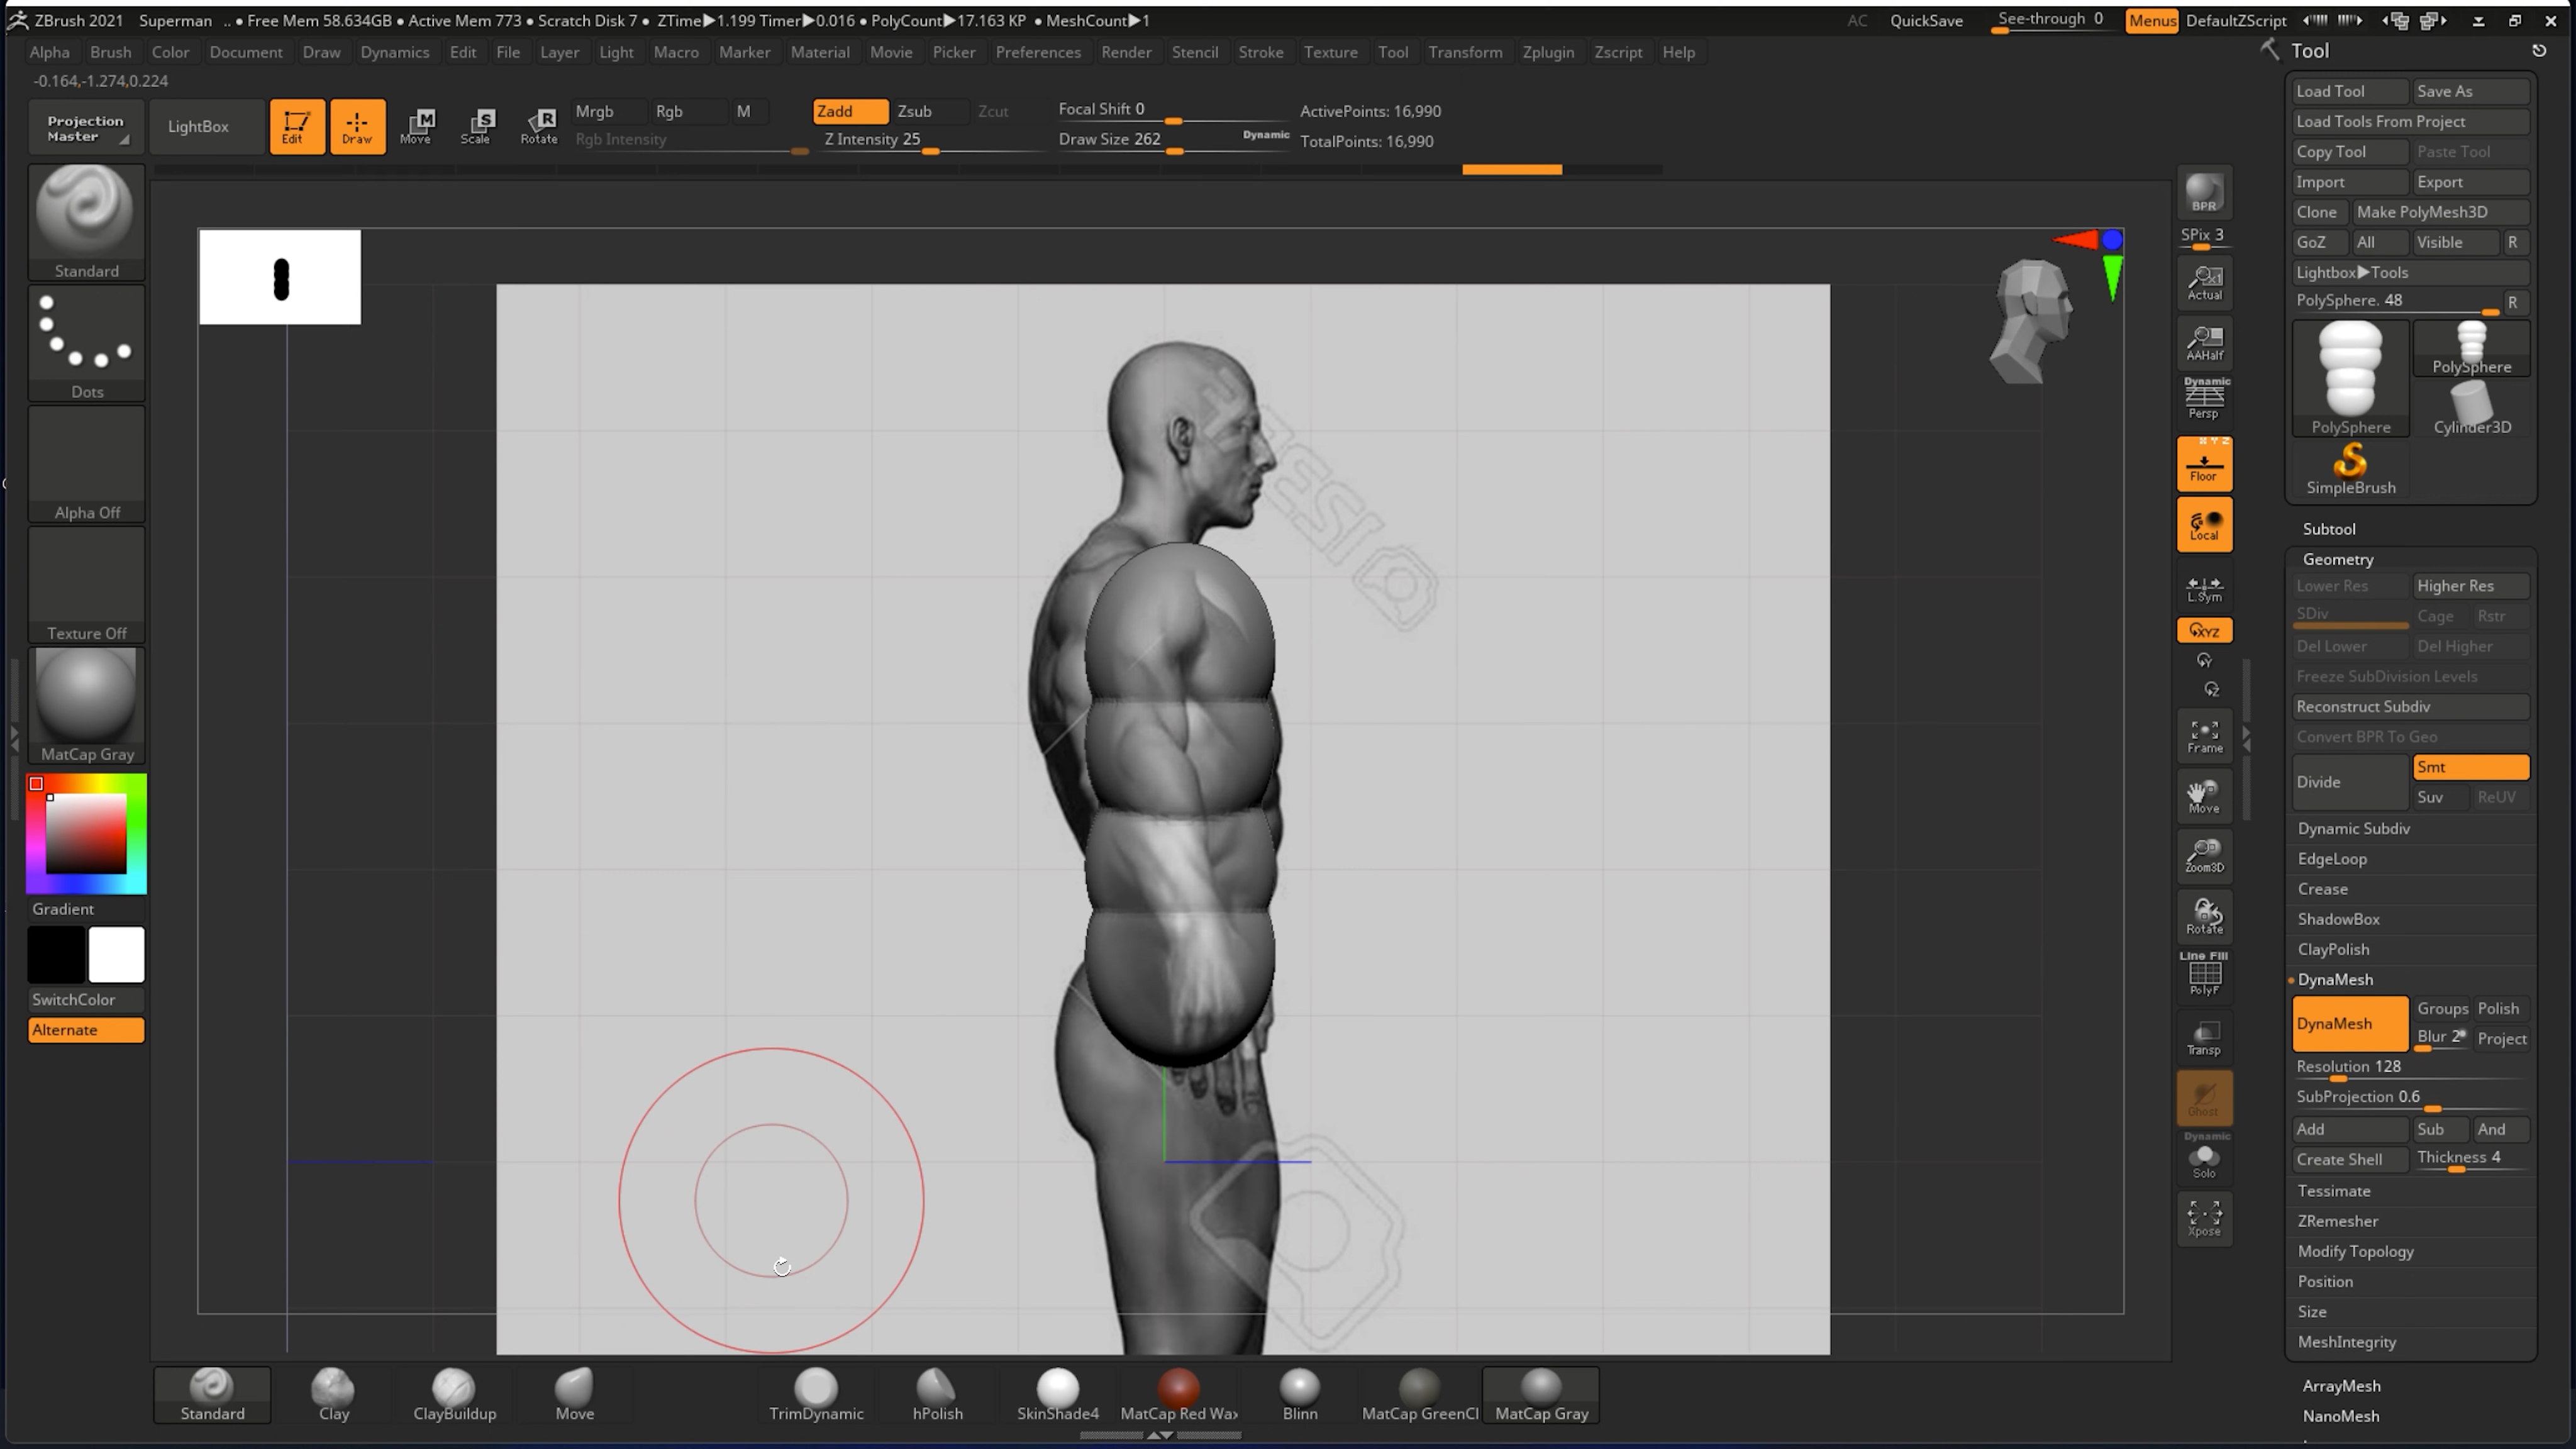 ZBrush 2021 Superman .. ● Free Mem 58.634GB ● Active Mem 773 ● Scratch Disk 7 ● ZTime▶1.199 Timer▶0.016 ● PolyCount▶17.163 KP ● MeshCount▶1 AC QuickSave See-through 0 Menus DefaultZScript
Alpha Brush Color Document Draw Dynamics Edit File Layer Light Macro Marker Material Movie Picker Preferences Render Stencil Stroke Texture Tool Transform Zplugin Zscript Help
-0.164,-1.274,0.224
Projection
Master
LightBox
Edit
Draw
Move
Scale
Rotate
M
S
R
Mrgb Rgb M
Rgb Intensity
Zadd Zsub Zcut
Z Intensity 25
Focal Shift 0
Draw Size 262 Dynamic
ActivePoints: 16,990
TotalPoints: 16,990
Standard
Dots
Alpha Off
Texture Off
MatCap Gray
Gradient
SwitchColor
Alternate
BPR
SPix 3
Actual
AAHalf
Dynamic
Persp
X Y Z
Floor
Local
L.Sym
XYZ
Y
Z
Frame
Move
Zoom3D
Rotate
Line Fill
PolyF
Transp
Ghost
Dynamic
Solo
Xpose
Tool
Load Tool Save As
Load Tools From Project
Copy Tool Paste Tool
Import Export
Clone Make PolyMesh3D
GoZ All Visible R
Lightbox▶Tools
PolySphere. 48 R
PolySphere
PolySphere Cylinder3D
SimpleBrush
Subtool
Geometry
Lower Res Higher Res
SDiv Cage Rstr
Del Lower Del Higher
Freeze SubDivision Levels
Reconstruct Subdiv
Convert BPR To Geo
Divide Smt
Suv ReUV
Dynamic Subdiv
EdgeLoop
Crease
ShadowBox
ClayPolish
DynaMesh
DynaMesh Groups Polish
Blur 2 Project
Resolution 128
SubProjection 0.6
Add Sub And
Create Shell Thickness 4
Tessimate
ZRemesher
Modify Topology
Position
Size
MeshIntegrity
ArrayMesh
NanoMesh
Standard Clay ClayBuildup Move TrimDynamic hPolish SkinShade4 MatCap Red Wax Blinn MatCap GreenCl MatCap Gray